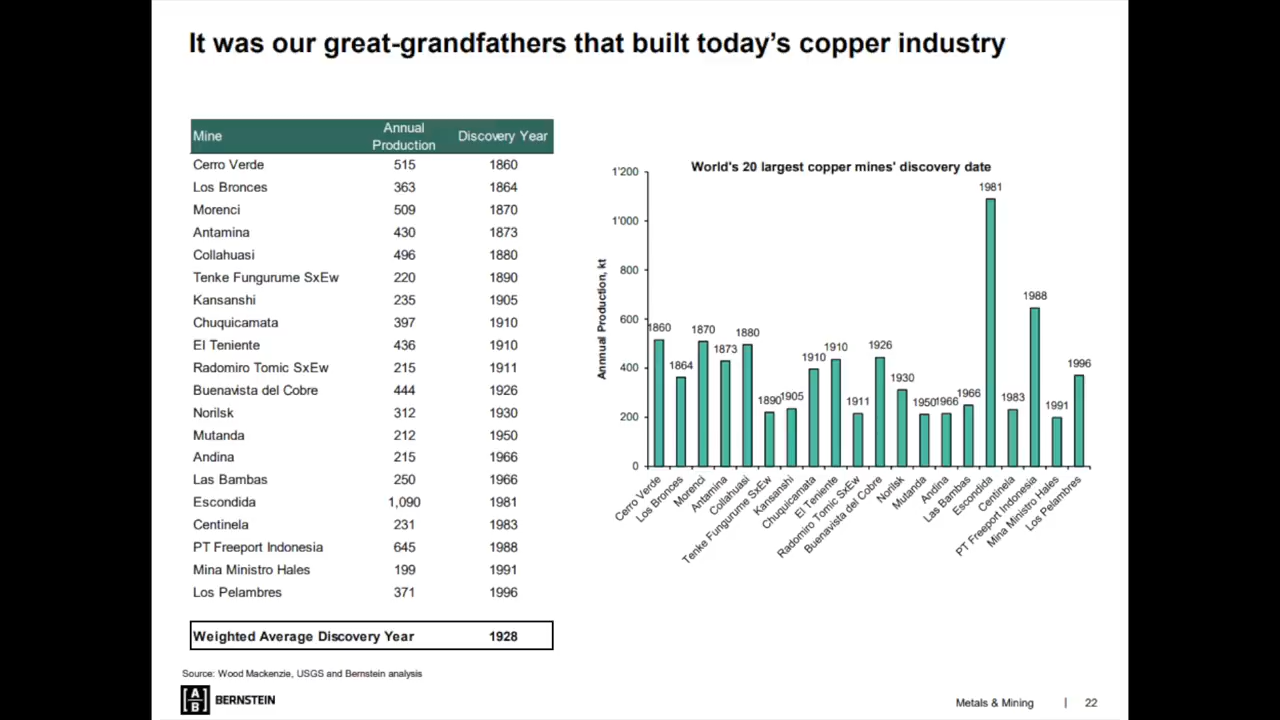 It was our great-grandfathers that built today's copper industry
Mine Annual Production Discovery Year
Cerro Verde 515 1860
Los Bronces 363 1864
Morenci 509 1870
Antamina 430 1873
Collahuasi 496 1880
Tenke Fungurume SxEw 220 1890
Kansanshi 235 1905
Chuquicamata 397 1910
El Teniente 436 1910
Radomiro Tomic SxEw 215 1911
Buenavista del Cobre 444 1926
Norilsk 312 1930
Mutanda 212 1950
Andina 215 1966
Las Bambas 250 1966
Escondida 1,090 1981
Centinela 231 1983
PT Freeport Indonesia 645 1988
Mina Ministro Hales 199 1991
Los Pelambres 371 1996
Weighted Average Discovery Year 1928
World's 20 largest copper mines' discovery date
Annual Production, kt
1'200
1'000
800
600
400
200
0
1860
1864
1870
1873
1880
1890
1905
1910
1910
1911
1926
1930
1950
1966
1966
1981
1983
1988
1991
1996
Cerro Verde
Los Bronces
Morenci
Antamina
Collahuasi
Tenke Fungurume SxEw
Kansanshi
Chuquicamata
El Teniente
Radomiro Tomic SxEw
Buenavista del Cobre
Norilsk
Mutanda
Andina
Las Bambas
Escondida
Centinela
PT Freeport Indonesia
Mina Ministro Hales
Los Pelambres
Source: Wood Mackenzie, USGS and Bernstein analysis
A
B
BERNSTEIN
Metals & Mining | 22